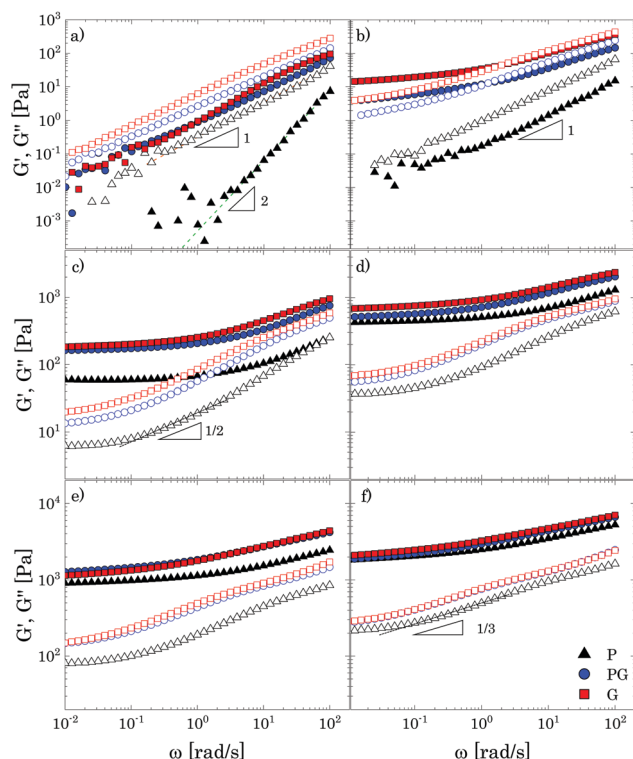 a)
b)
10³
10²
10¹
10⁰
10⁻¹
10⁻²
10⁻³
G', G" [Pa]
1
2
1
c)
d)
10³
10²
10¹
G', G" [Pa]
1/2
e)
f)
10⁴
10³
10²
G', G" [Pa]
1/3
P
PG
G
10⁻² 10⁻¹ 10⁰ 10¹ 10² 10⁻¹ 10⁰ 10¹ 10²
ω [rad/s] ω [rad/s]